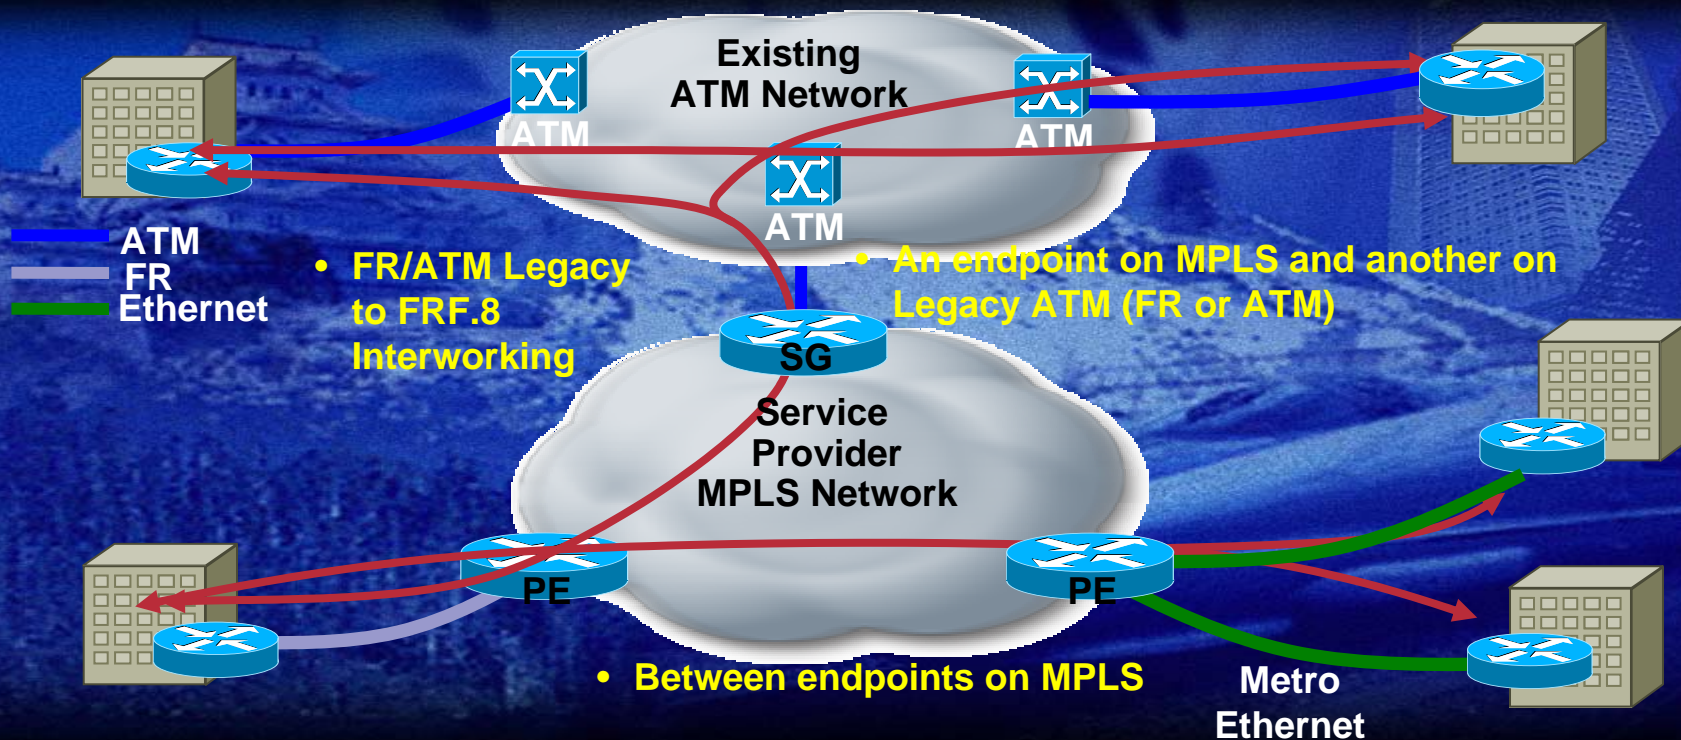 Existing
ATM Network
ATM
ATM
ATM
ATM
FR
Ethernet
• FR/ATM Legacy
to FRF.8
Interworking
• An endpoint on MPLS and another on
Legacy ATM (FR or ATM)
SG
Service
Provider
MPLS Network
PE
PE
• Between endpoints on MPLS
Metro
Ethernet